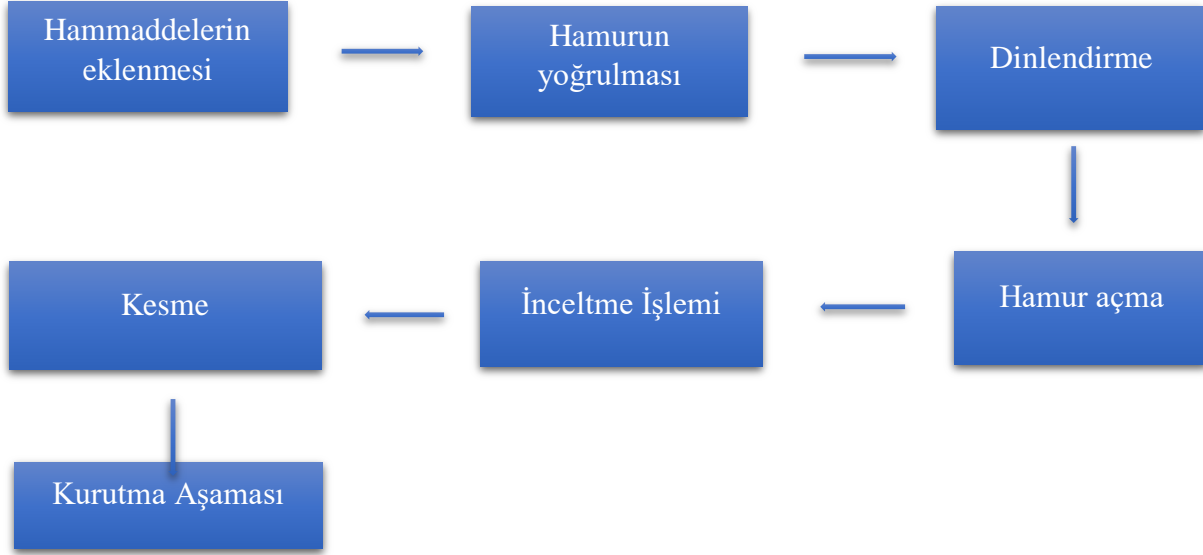 Hammaddelerin
eklenmesi
Hamurun
yoğrulması
Dinlendirme
Hamur açma
İnceltme İşlemi
Kesme
Kurutma Aşaması